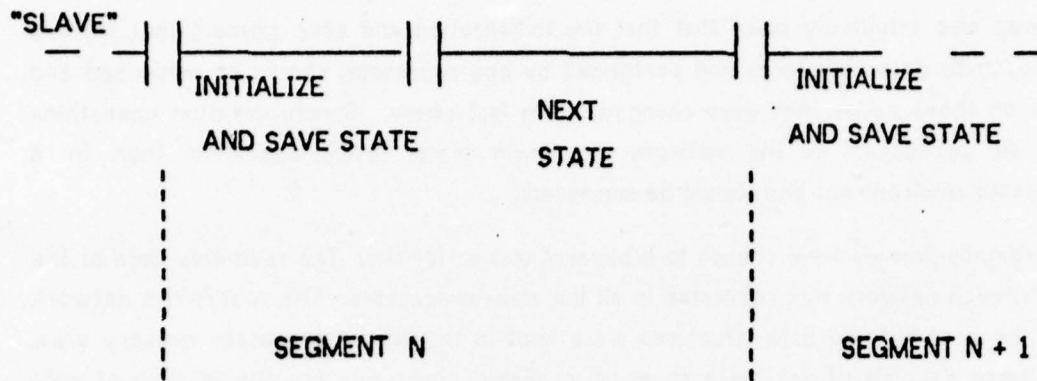 "SLAVE"
INITIALIZE
AND SAVE STATE
NEXT
STATE
INITIALIZE
AND SAVE STATE
SEGMENT N
SEGMENT N + 1